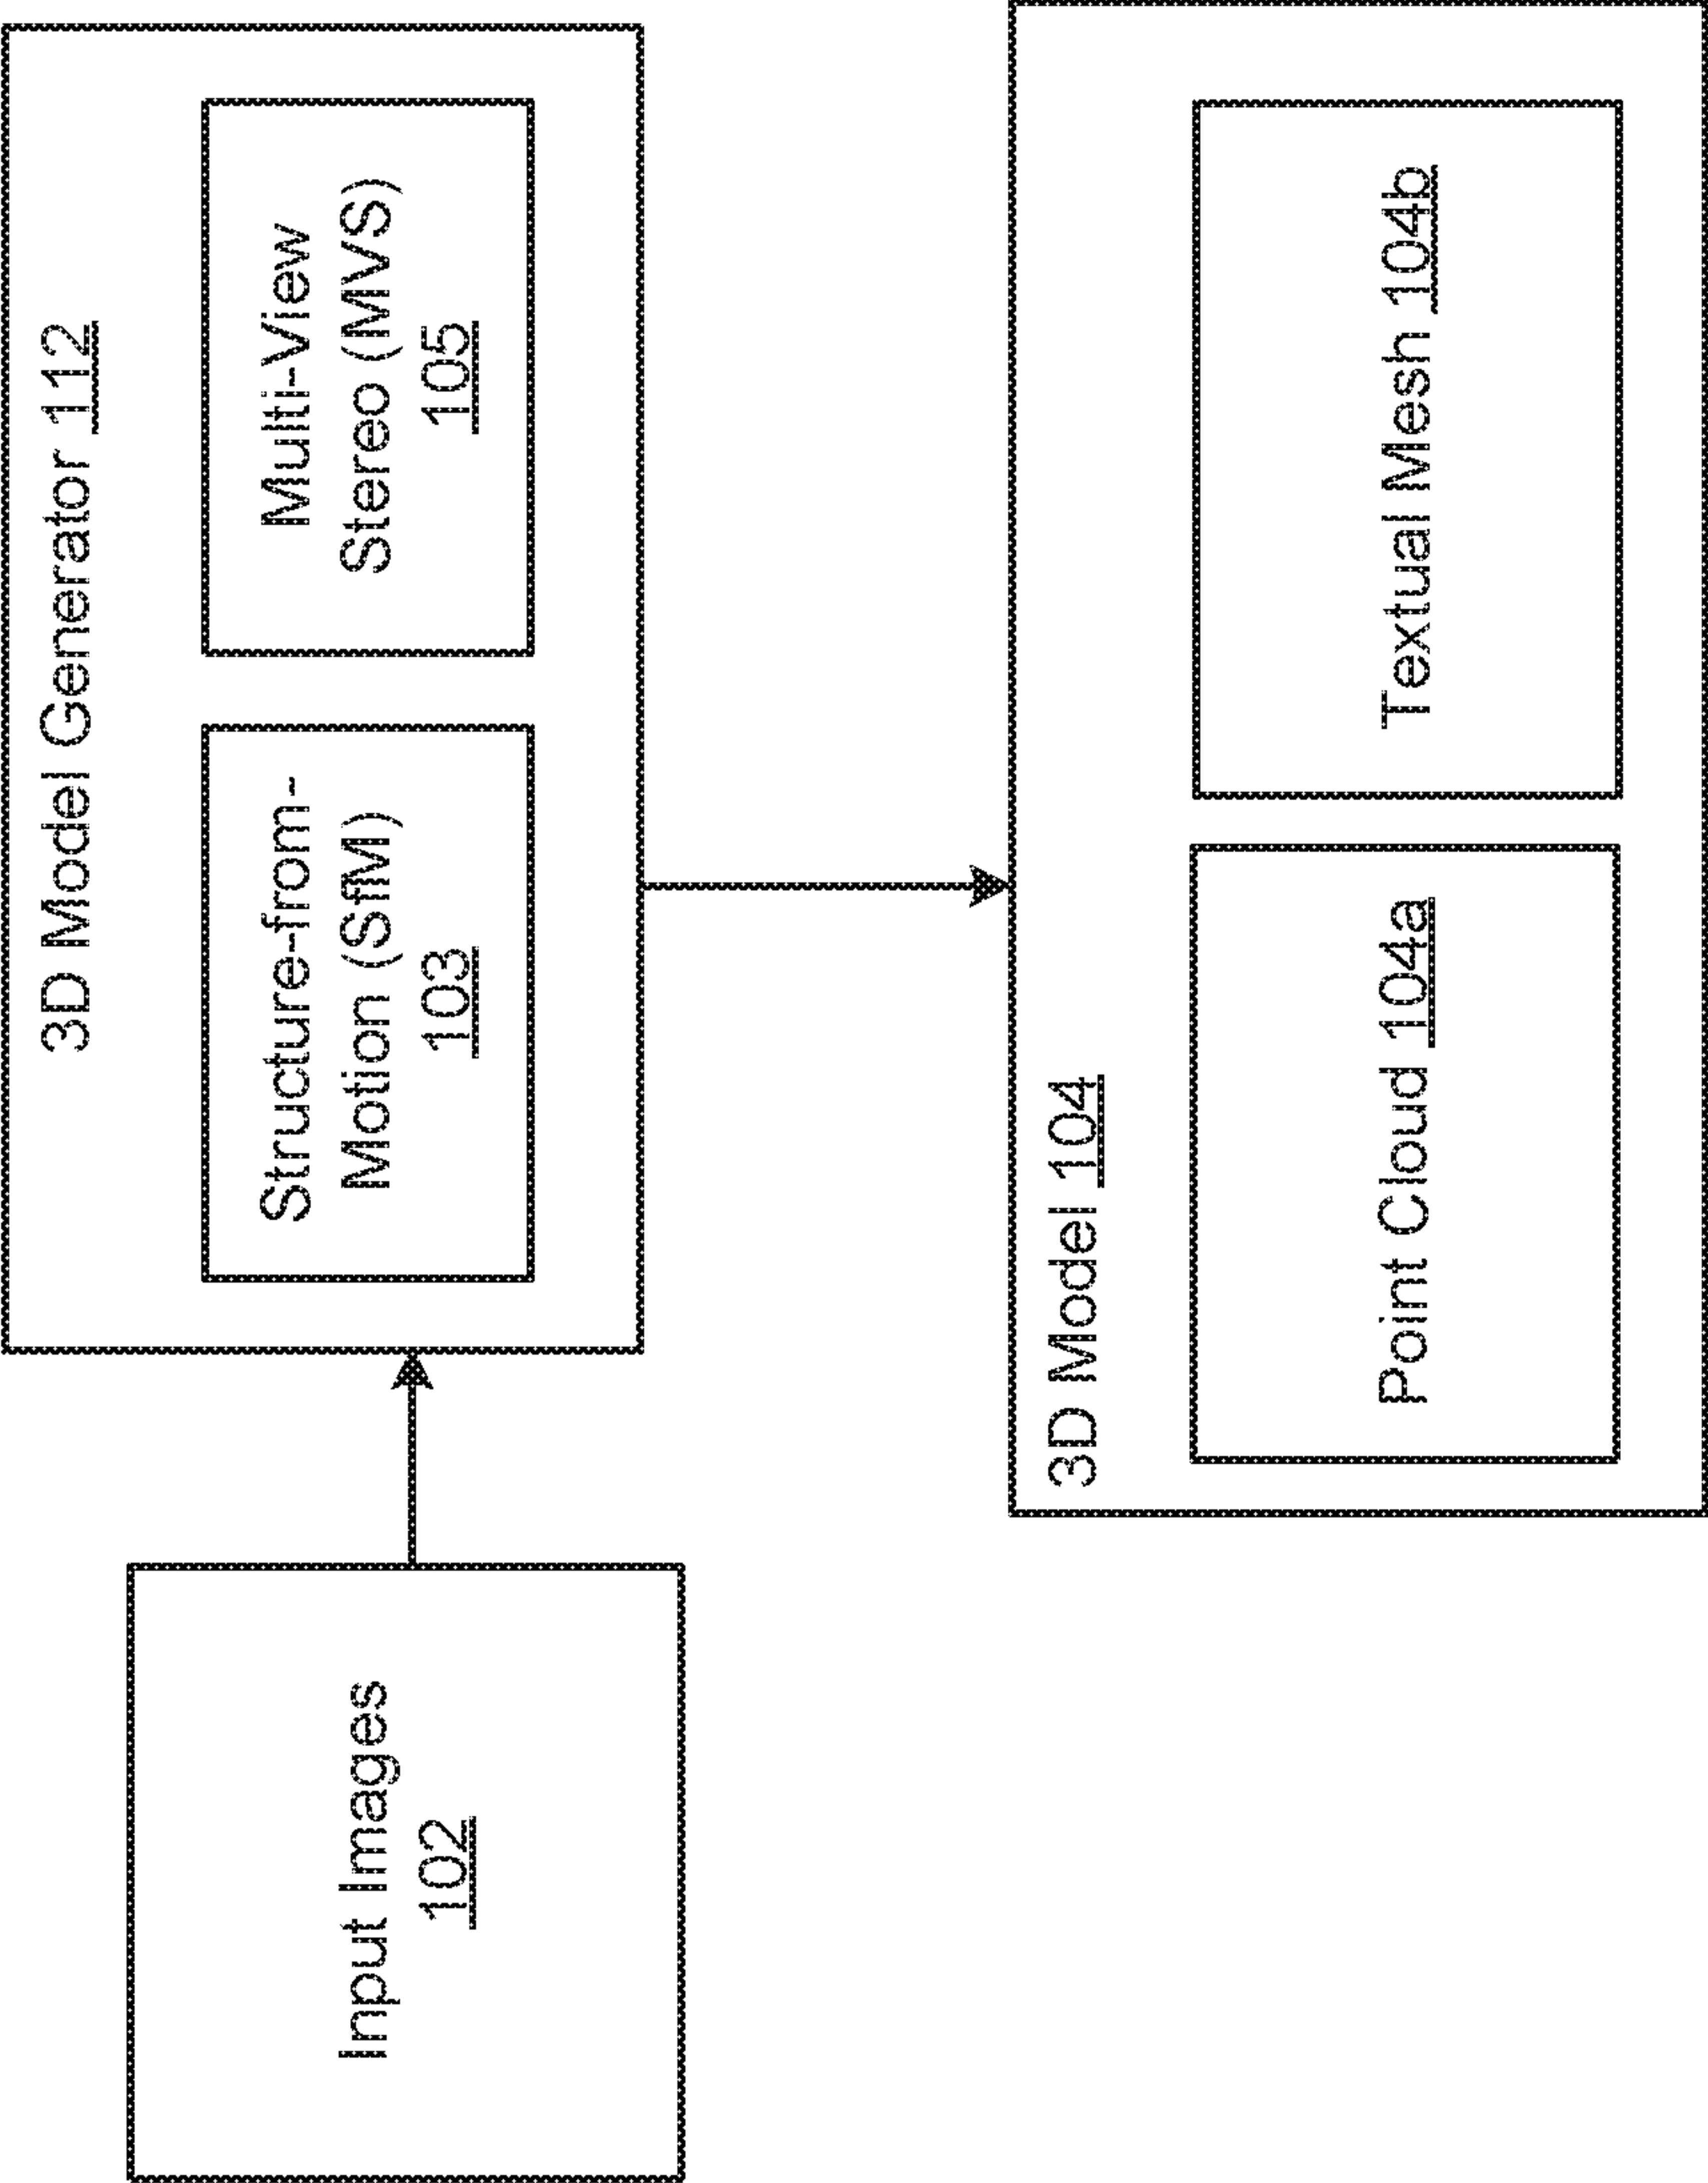 3D Model Generator 112
Structure-from-
Motion (SfM)
103
Multi-View
Stereo (MVS)
105
Input Images
102
3D Model 104
Point Cloud 104a
Textual Mesh 104b